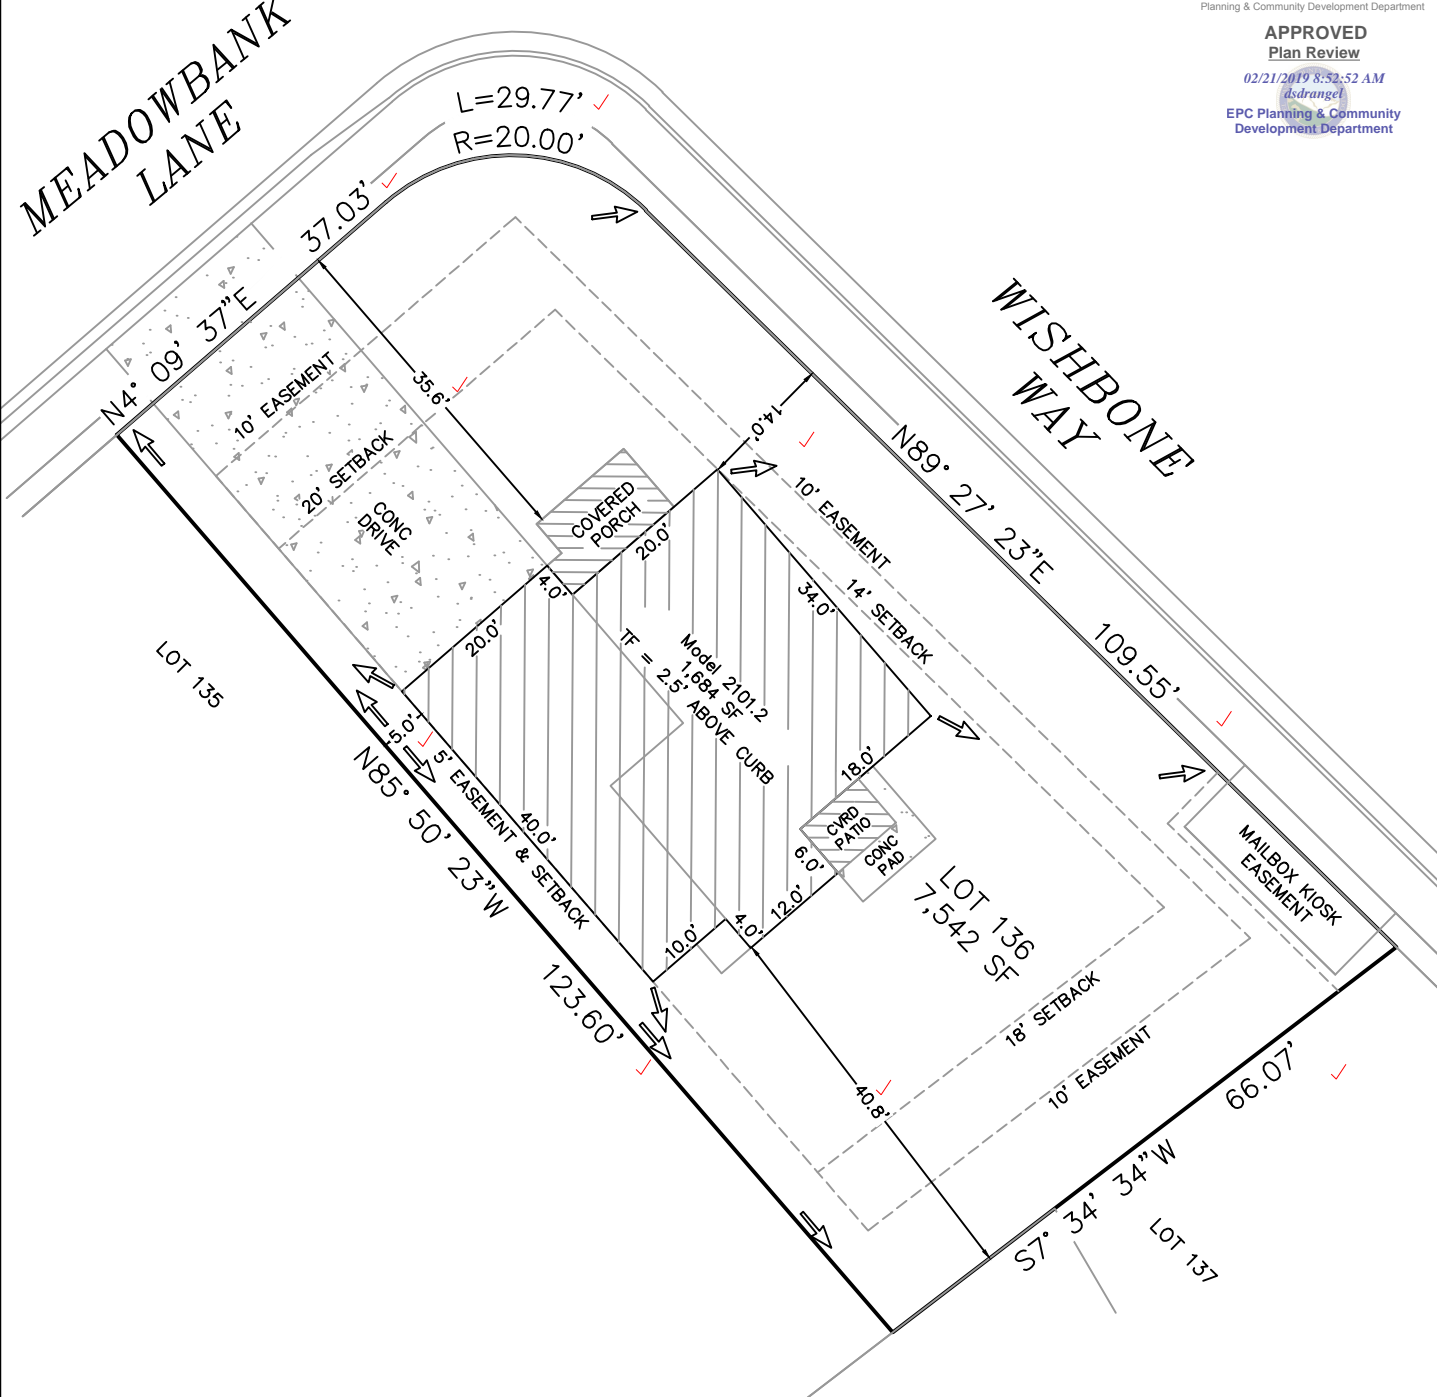 Planning & Community Development Department
APPROVED
Plan Review
02/21/2019 8:52:52 AM
dsdrangel
EPC Planning & Community
Development Department
MEADOWBANK
LANE
L=29.77'
R=20.00'
37.03'
N4° 09' 37"E
10' EASEMENT
20' SETBACK
CONC
DRIVE
35.6'
14.0'
WISHBONE
WAY
N89° 27' 23"E
109.55'
10' EASEMENT
14' SETBACK
COVERED
PORCH
20.0'
4.0'
20.0'
34.0'
Model 2101.2
1,684 SF
TF = 2.5' ABOVE CURB
LOT 135
5.0'
5' EASEMENT & SETBACK
40.0'
N85° 50' 23"W
123.60'
18.0'
CVRD
PATIO
CONC
PAD
6.0'
12.0'
4.0'
10.0'
LOT 136
7,542 SF
MAILBOX KIOSK
EASEMENT
18' SETBACK
10' EASEMENT
40.8'
66.07'
S7° 34' 34"W
LOT 137